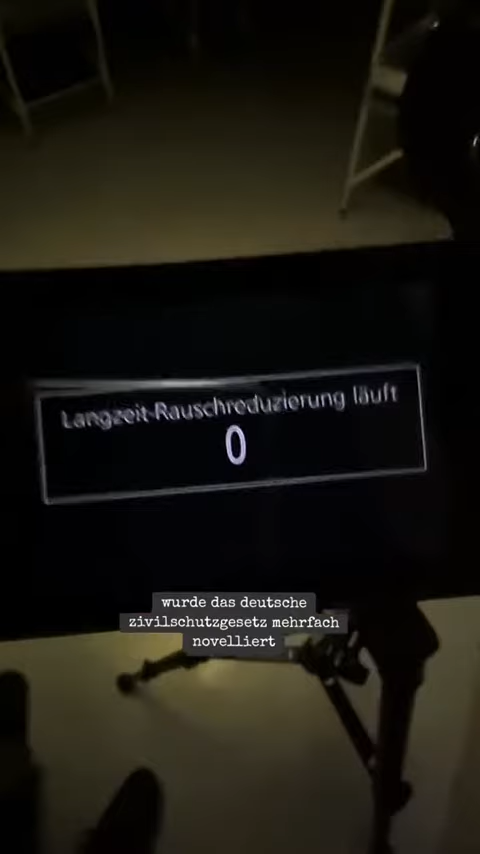 Langzeit-Rauschreduzierung läuft
0
wurde das deutsche
zivilschutzgesetz mehrfach
novelliert